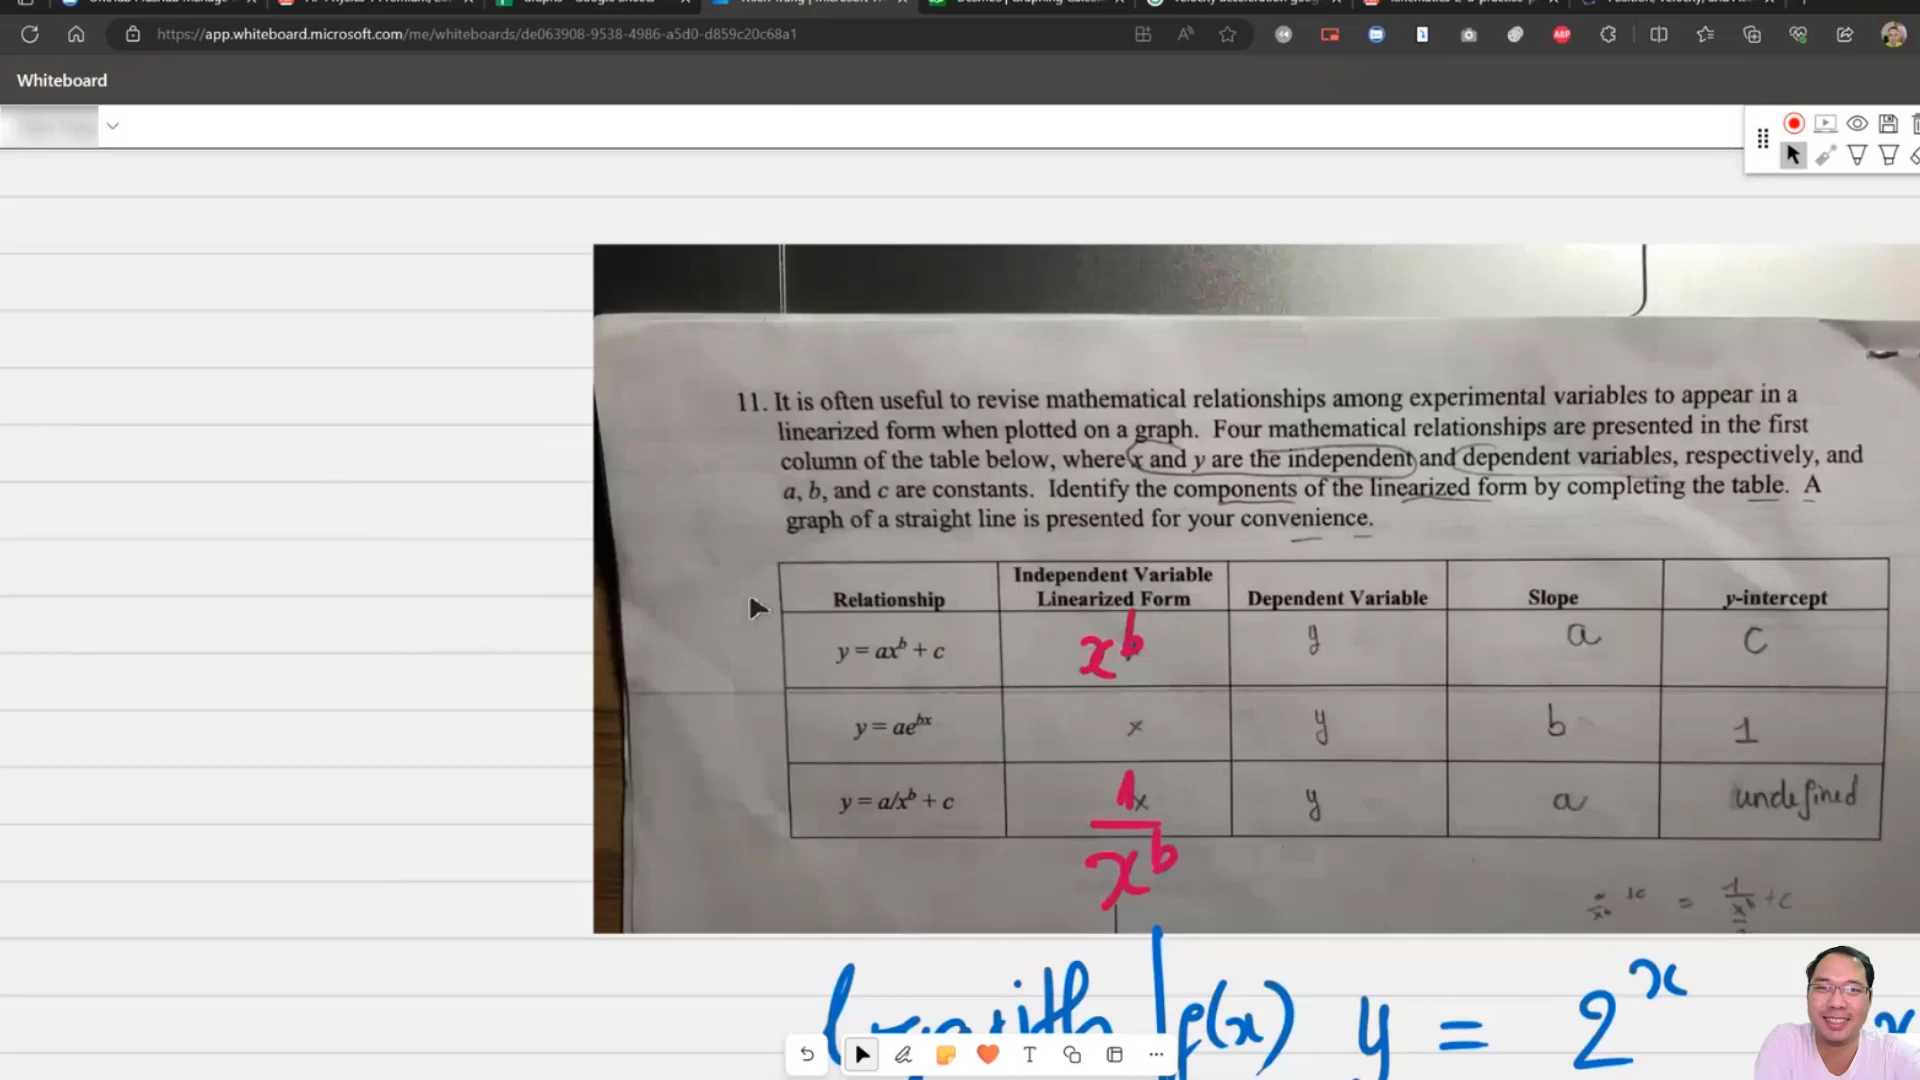 https://app.whiteboard.microsoft.com/me/whiteboards/de063908-9538-4986-a5d0-d859c20c68a1
Whiteboard
11. It is often useful to revise mathematical relationships among experimental variables to appear in a
linearized form when plotted on a graph. Four mathematical relationships are presented in the first
column of the table below, where x and y are the independent and dependent variables, respectively, and
a, b, and c are constants. Identify the components of the linearized form by completing the table. A
graph of a straight line is presented for your convenience.
Independent Variable
Relationship Linearized Form Dependent Variable Slope y-intercept
y = ax^b + c x^b y a c
y = ae^bx x y b 1
y = a/x^b + c 1/x^b x y a undefined
= 1/x^b + c
f(x) y = 2^x
ABP
T